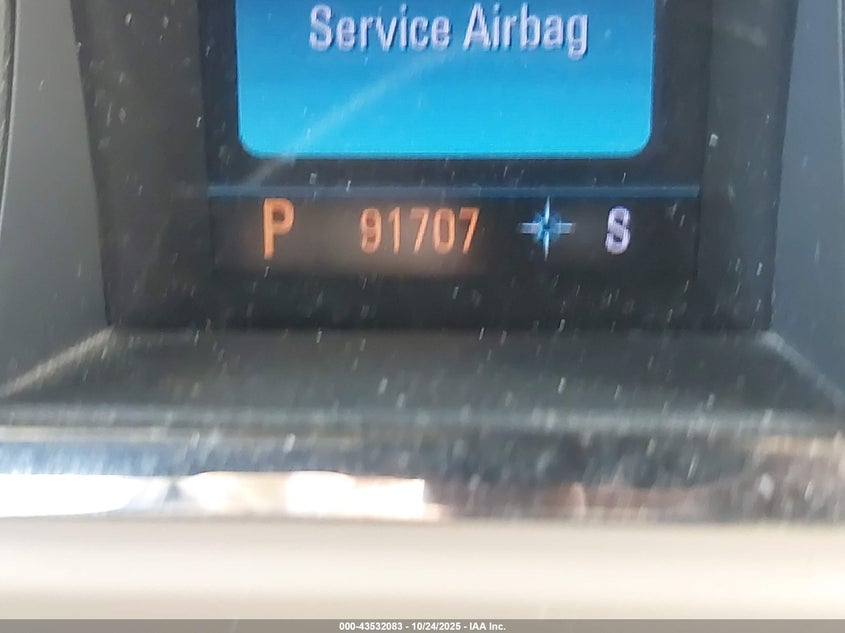 Service Airbag
P 91707 S
000-43532083 - 10/24/2025 - IAA Inc.